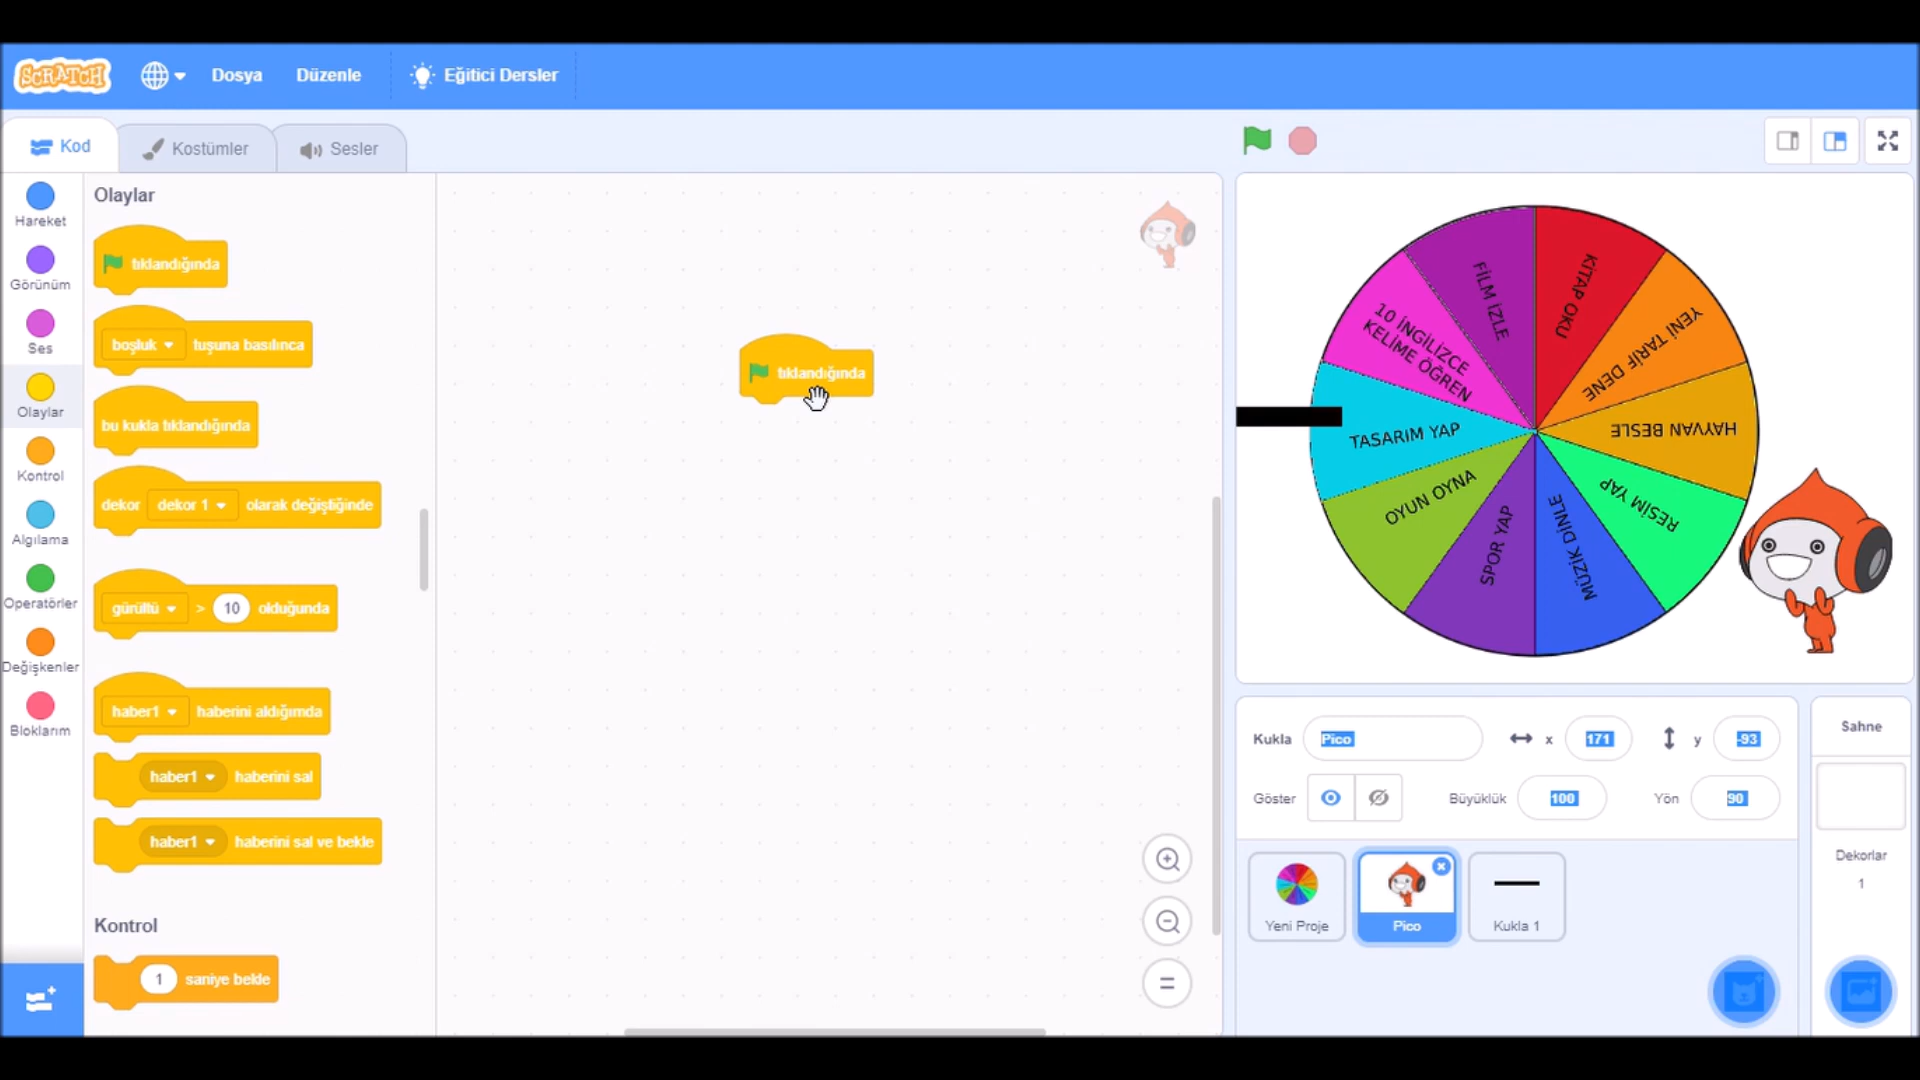 SCRATCH
Dosya
Düzenle
Eğitici Dersler
Kod
Kostümler
Sesler
Hareket
Görünüm
Ses
Olaylar
Kontrol
Algılama
Operatörler
Değişkenler
Bloklarım
Olaylar
tıklandığında
boşluk tuşuna basılınca
bu kukla tıklandığında
dekor dekor 1 olarak değiştiğinde
gürültü > 10 olduğunda
haber1 haberini aldığımda
haber1 haberini sal
haber1 haberini sal ve bekle
Kontrol
1 saniye bekle
tıklandığında
FİLM İZLE
KİTAP OKU
YENİ TARİF DENE
HAYVAN BESLE
RESİM YAP
MÜZİK DİNLE
SPOR YAP
OYUN OYNA
TASARIM YAP
10 İNGİLİZCE
KELİME ÖĞREN
Kukla Pico x 171 y -93
Göster Büyüklük 100 Yön 90
Yeni Proje
Pico
Kukla 1
Sahne
Dekorlar
1